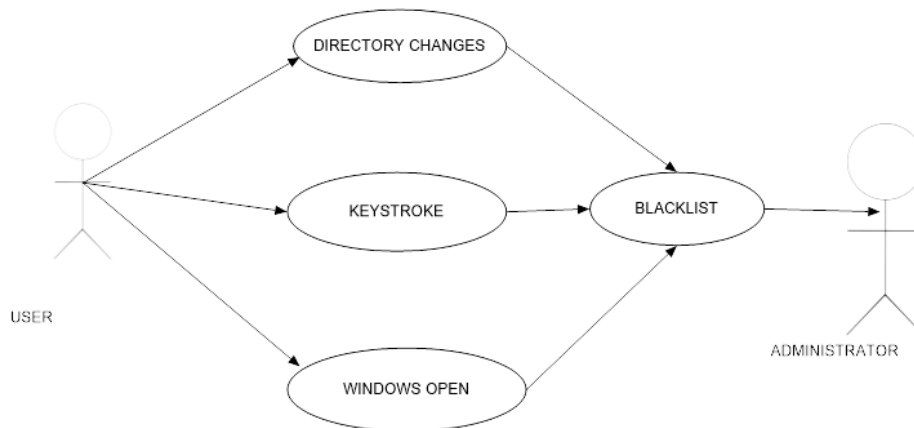 DIRECTORY CHANGES
KEYSTROKE
BLACKLIST
USER
ADMINISTRATOR
WINDOWS OPEN